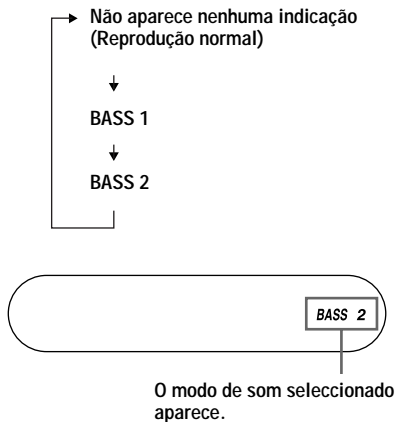 Não aparece nenhuma indicação
(Reprodução normal)
BASS 1
BASS 2
BASS 2
O modo de som seleccionado
aparece.